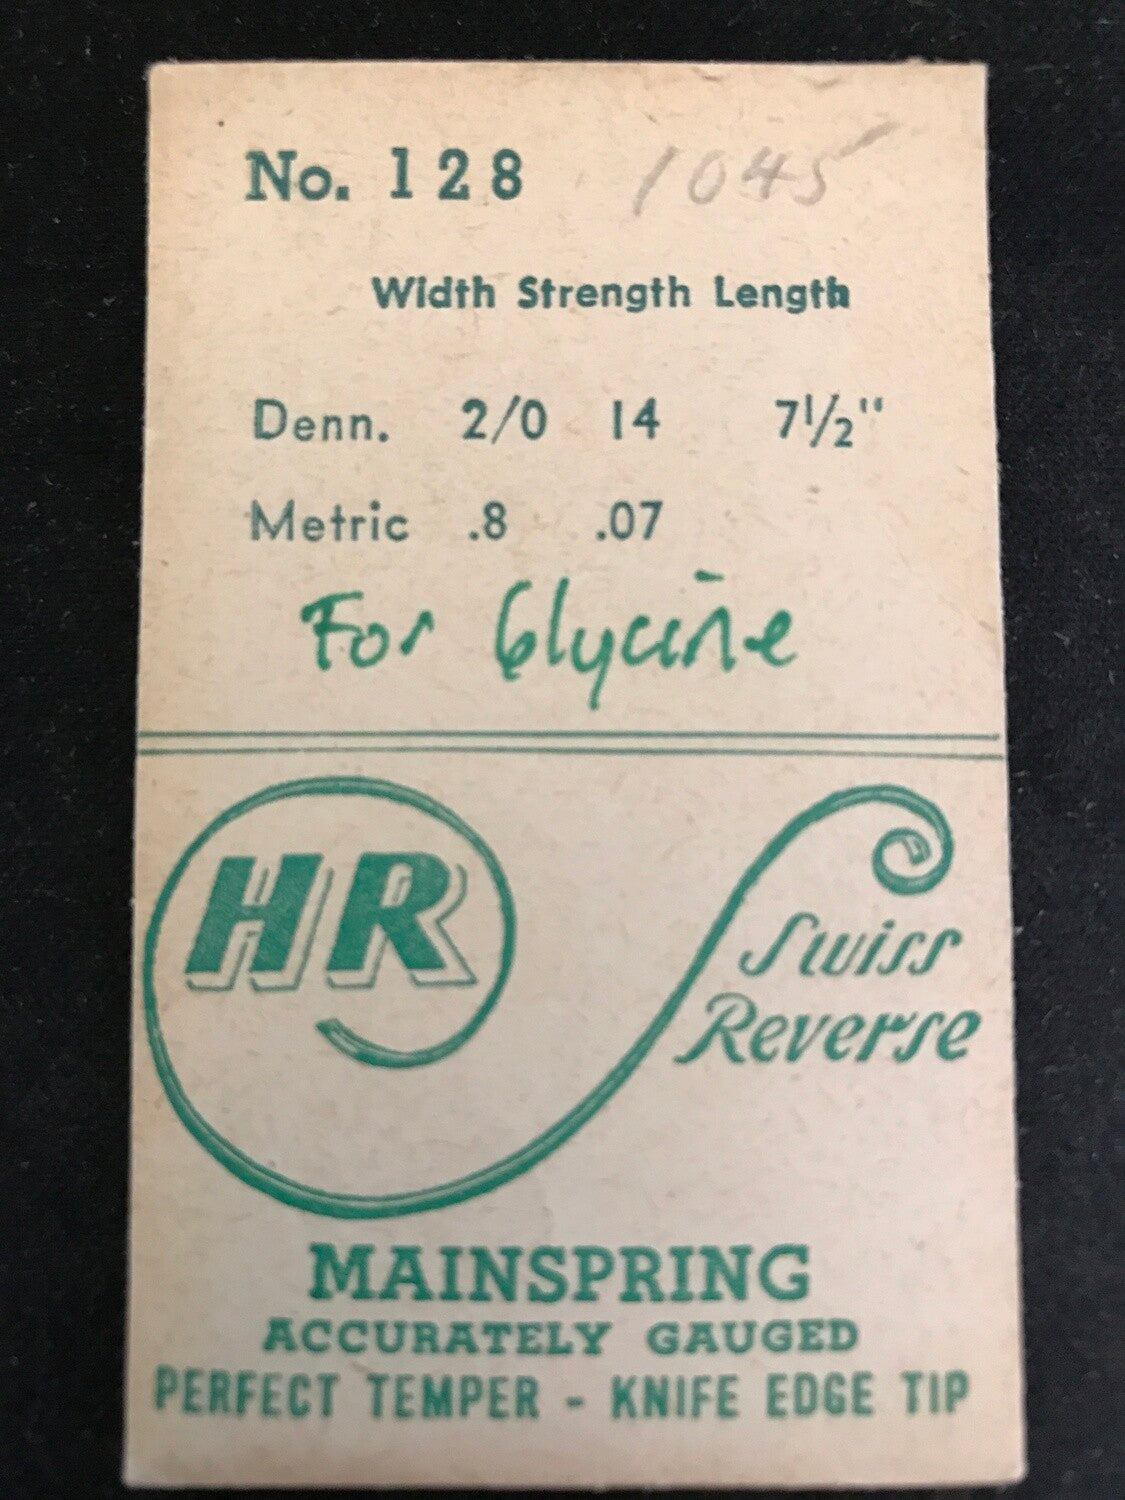 No. 128 1045
Width Strength Length
Denn. 2/0 14 7½"
Metric .8 .07
For Glycine
HR
Swiss
Reverse
MAINSPRING
ACCURATELY GAUGED
PERFECT TEMPER - KNIFE EDGE TIP